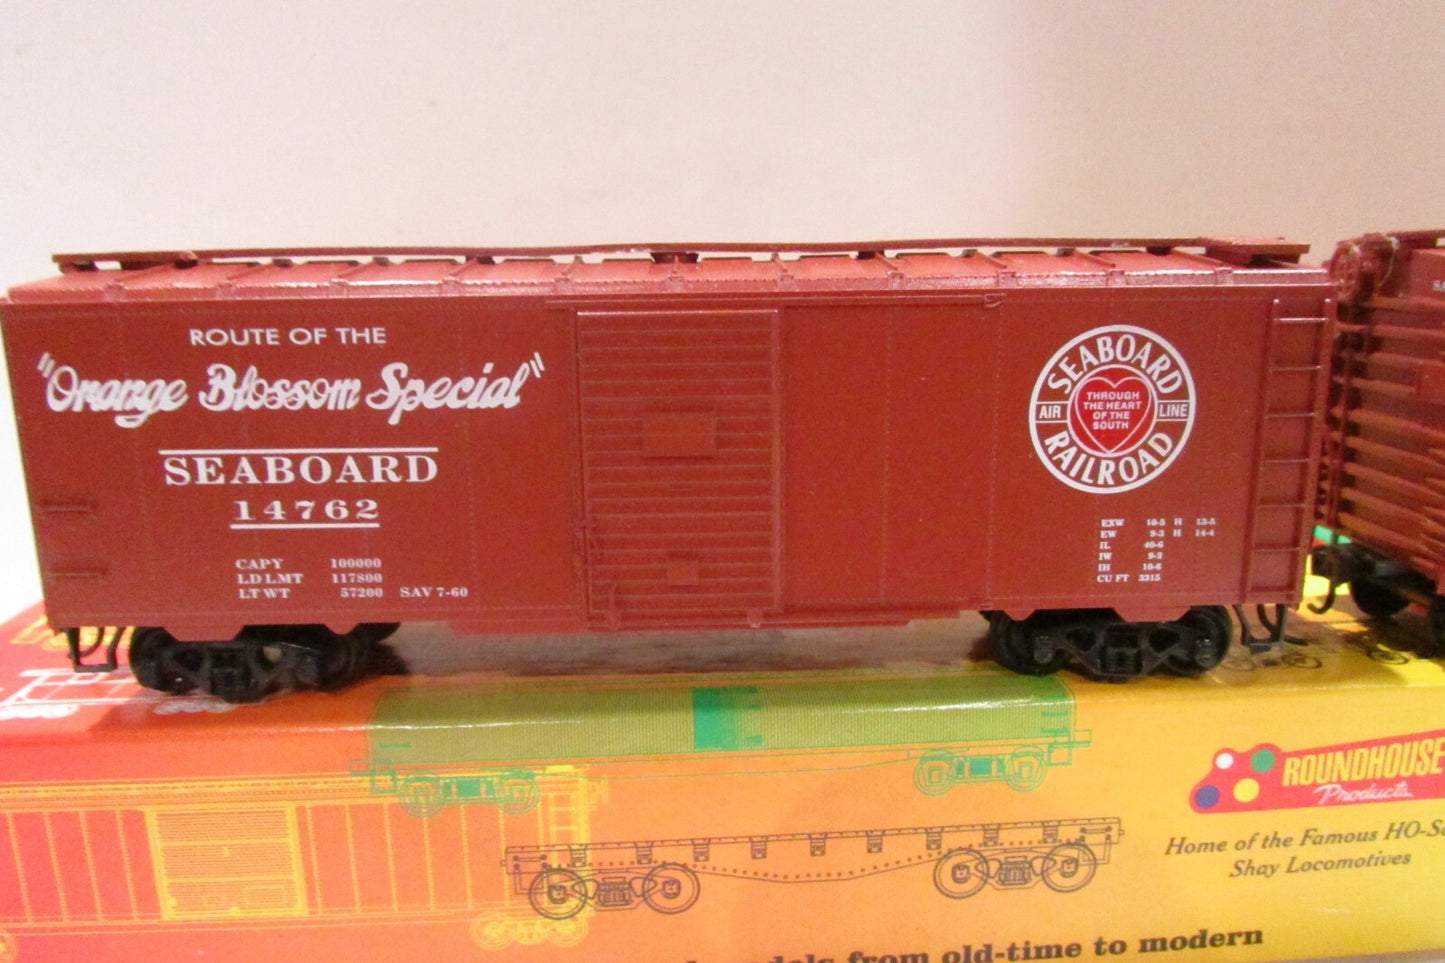 ROUTE OF THE
"Orange Blossom Special"
SEABOARD
14762
CAPY 100000
LD LMT 117800
LT WT 57200 SAV 7-60
SEABOARD
AIR LINE
THROUGH
THE HEART
OF THE
SOUTH
RAILROAD
EXW 10-5 H 13-5
EW 9-3 H 14-4
IL 40-6
IW 9-2
IH 10-6
CU FT 3315
ROUNDHOUSE
Products
Home of the Famous HO-
Shay Locomotives
from old-time to modern